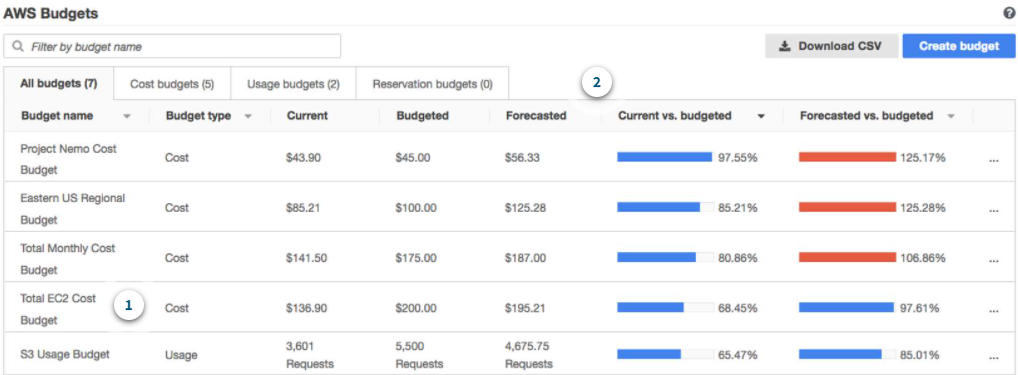 AWS Budgets ?
Filter by budget name Download CSV Create budget
All budgets (7) Cost budgets (5) Usage budgets (2) Reservation budgets (0) 2
Budget name Budget type Current Budgeted Forecasted Current vs. budgeted Forecasted vs. budgeted
Project Nemo Cost
Budget Cost $43.90 $45.00 $56.33 97.55% 125.17% ...
Eastern US Regional
Budget Cost $85.21 $100.00 $125.28 85.21% 125.28% ...
Total Monthly Cost
Budget Cost $141.50 $175.00 $187.00 80.86% 106.86% ...
Total EC2 Cost
Budget 1 Cost $136.90 $200.00 $195.21 68.45% 97.61% ...
S3 Usage Budget Usage 3,601 5,500 4,675.75 65.47% 85.01% ...
Requests Requests Requests